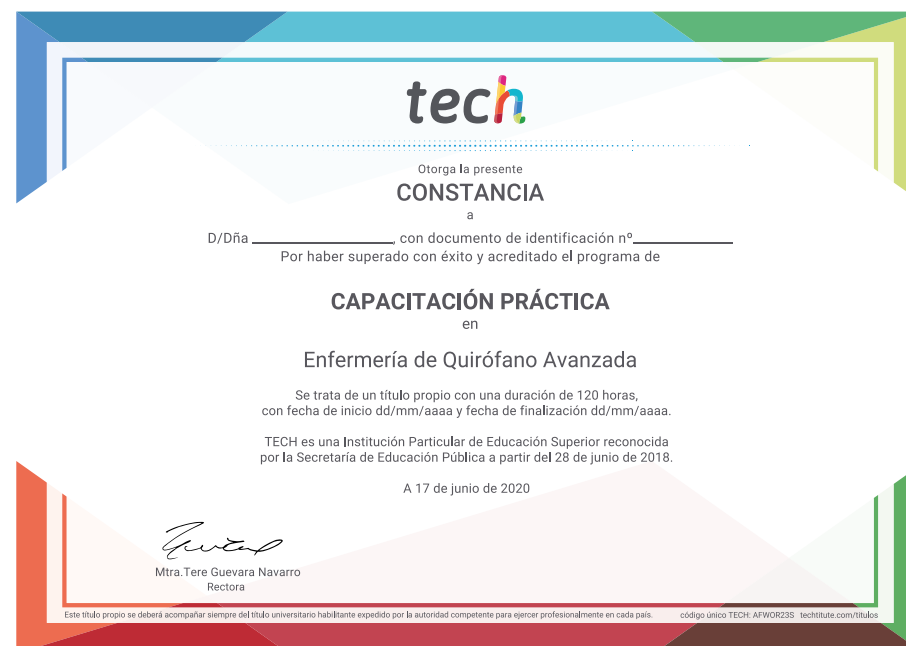 tech
Otorga la presente
CONSTANCIA
a
D/Dña ____________________, con documento de identificación nº______________
Por haber superado con éxito y acreditado el programa de
CAPACITACIÓN PRÁCTICA
en
Enfermería de Quirófano Avanzada
Se trata de un título propio con una duración de 120 horas,
con fecha de inicio dd/mm/aaaa y fecha de finalización dd/mm/aaaa.
TECH es una Institución Particular de Educación Superior reconocida
por la Secretaría de Educación Pública a partir del 28 de junio de 2018.
A 17 de junio de 2020
Mtra.Tere Guevara Navarro
Rectora
Este título propio se deberá acompañar siempre del título universitario habilitante expedido por la autoridad competente para ejercer profesionalmente en cada país. código único TECH: AFWOR23S techtitute.com/titulos